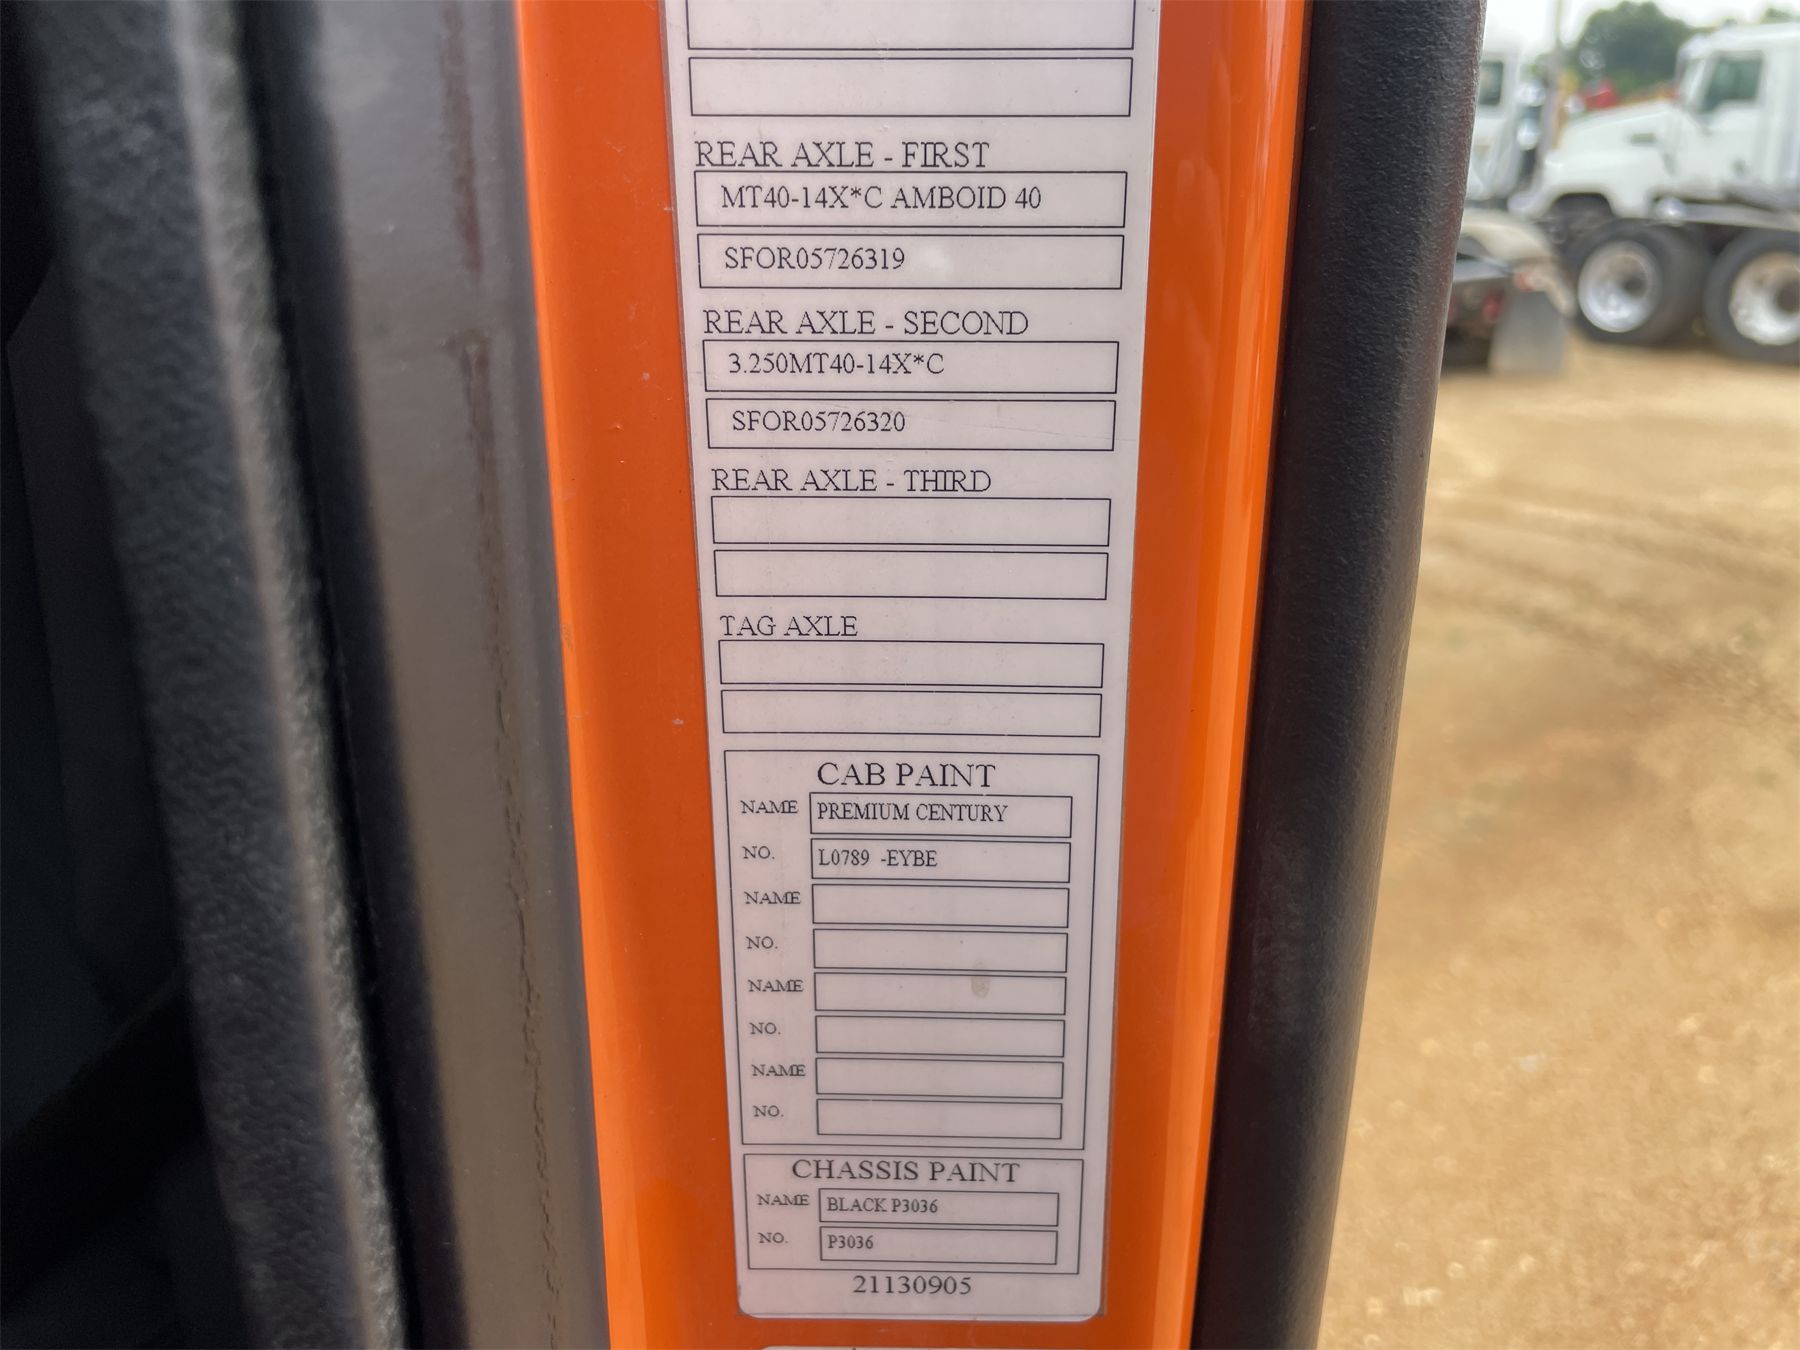 REAR AXLE - FIRST
MT40-14X*C AMBOID 40
SFOR05726319
REAR AXLE - SECOND
3.250MT40-14X*C
SFOR05726320
REAR AXLE - THIRD
TAG AXLE
CAB PAINT
NAME PREMIUM CENTURY
NO. L0789 -EYBE
NAME
NO.
NAME
NO.
NAME
NO.
CHASSIS PAINT
NAME BLACK P3036
NO. P3036
21130905